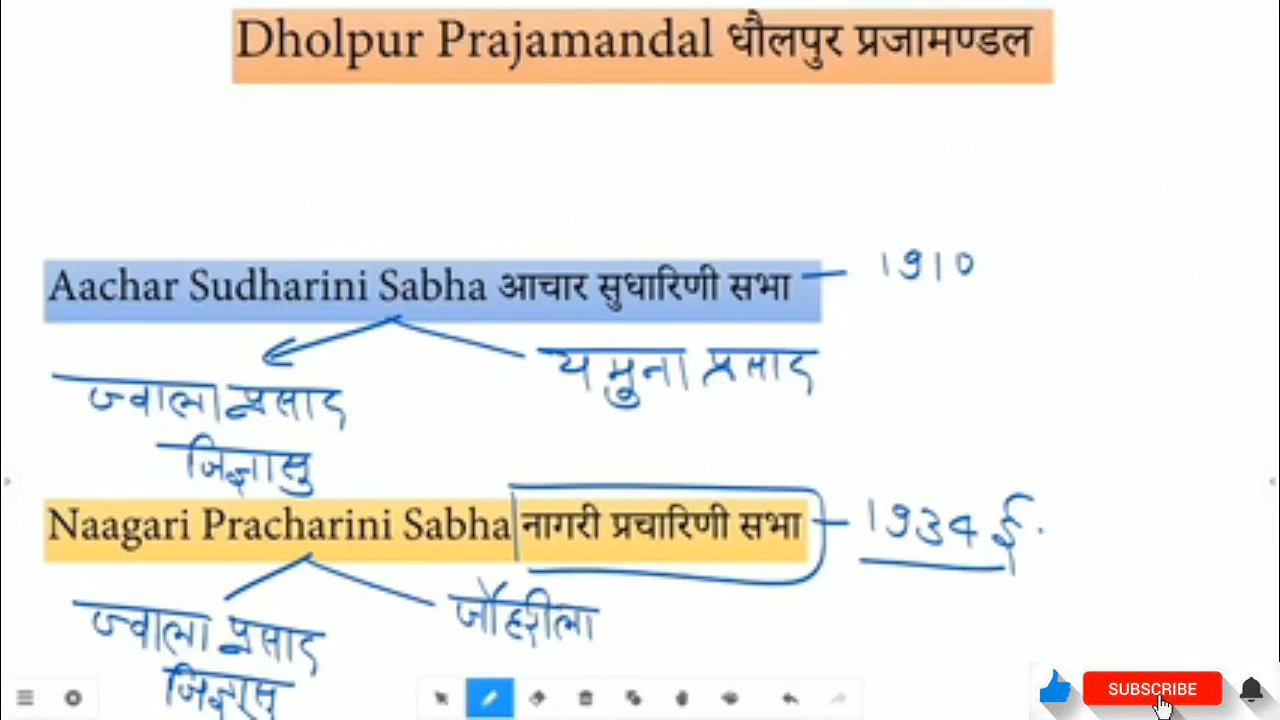 Dholpur Prajamandal धौलपुर प्रजामण्डल
Aachar Sudharini Sabha आचार सुधारिणी सभा — 1910
ज्वाला प्रसाद जिज्ञासु
यमुना प्रसाद
Naagari Pracharini Sabha नागरी प्रचारिणी सभा — 1934 ई.
ज्वाला प्रसाद जिज्ञासु
जौहरीला
SUBSCRIBE